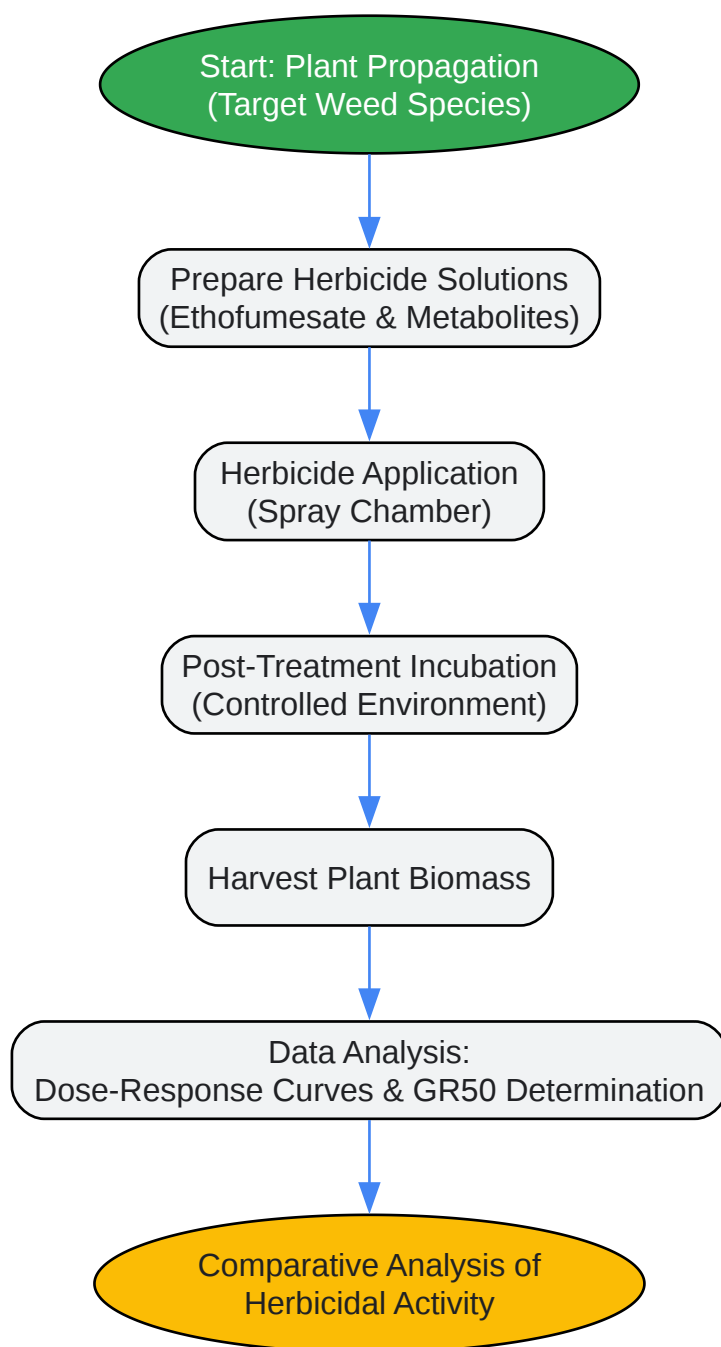 Start: Plant Propagation
(Target Weed Species)
Prepare Herbicide Solutions
(Ethofumesate & Metabolites)
Herbicide Application
(Spray Chamber)
Post-Treatment Incubation
(Controlled Environment)
Harvest Plant Biomass
Data Analysis:
Dose-Response Curves & GR50 Determination
Comparative Analysis of
Herbicidal Activity